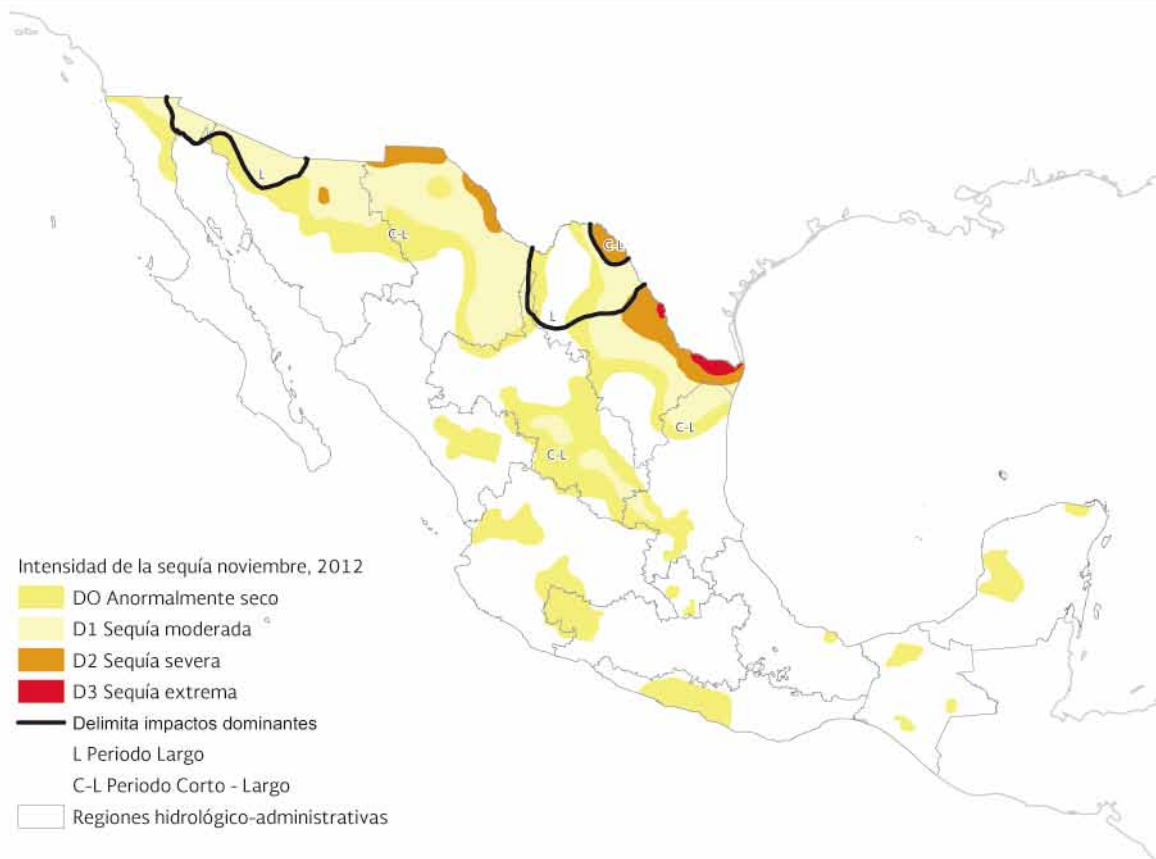 L
C-L
C-L
L
C-L
C-L
Intensidad de la sequía noviembre, 2012
DO Anormalmente seco
D1 Sequía moderada
D2 Sequía severa
D3 Sequía extrema
Delimita impactos dominantes
L Periodo Largo
C-L Periodo Corto - Largo
Regiones hidrológico-administrativas